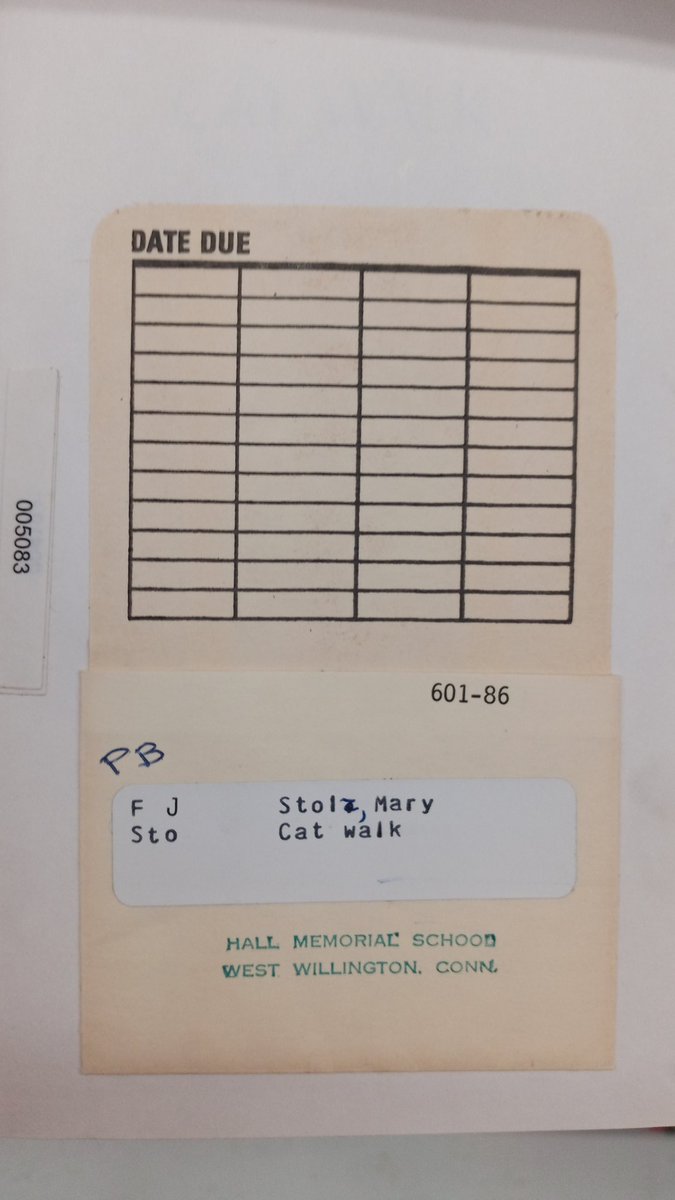 DATE DUE
005083
601-86
PB
F J Stolz, Mary
Sto Cat walk
HALL MEMORIAL SCHOOL
WEST WILLINGTON, CONN.